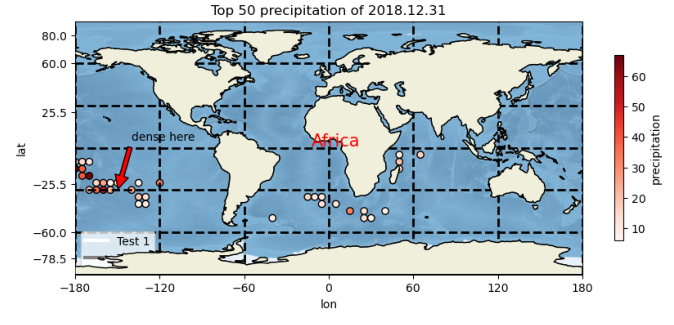 Top 50 precipitation of 2018.12.31
80.0
60.0
25.5
−25.5
−60.0
−78.5
lat
Africa
dense here
Test 1
−180
−120
−60
0
60
120
180
lon
60
50
40
30
20
10
precipitation